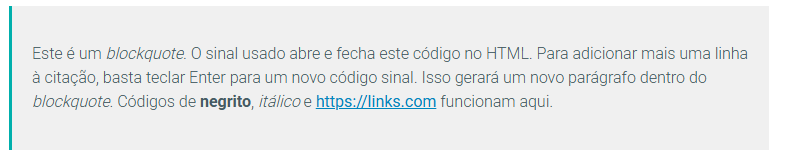 Este é um blockquote. O sinal usado abre e fecha este código no HTML. Para adicionar mais uma linha
à citação, basta teclar Enter para um novo código sinal. Isso gerará um novo parágrafo dentro do
blockquote. Códigos de negrito, itálico e https://links.com funcionam aqui.